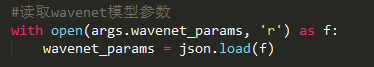 #读取wavenet模型参数
with open(args.wavenet_params, 'r') as f:
    wavenet_params = json.load(f)